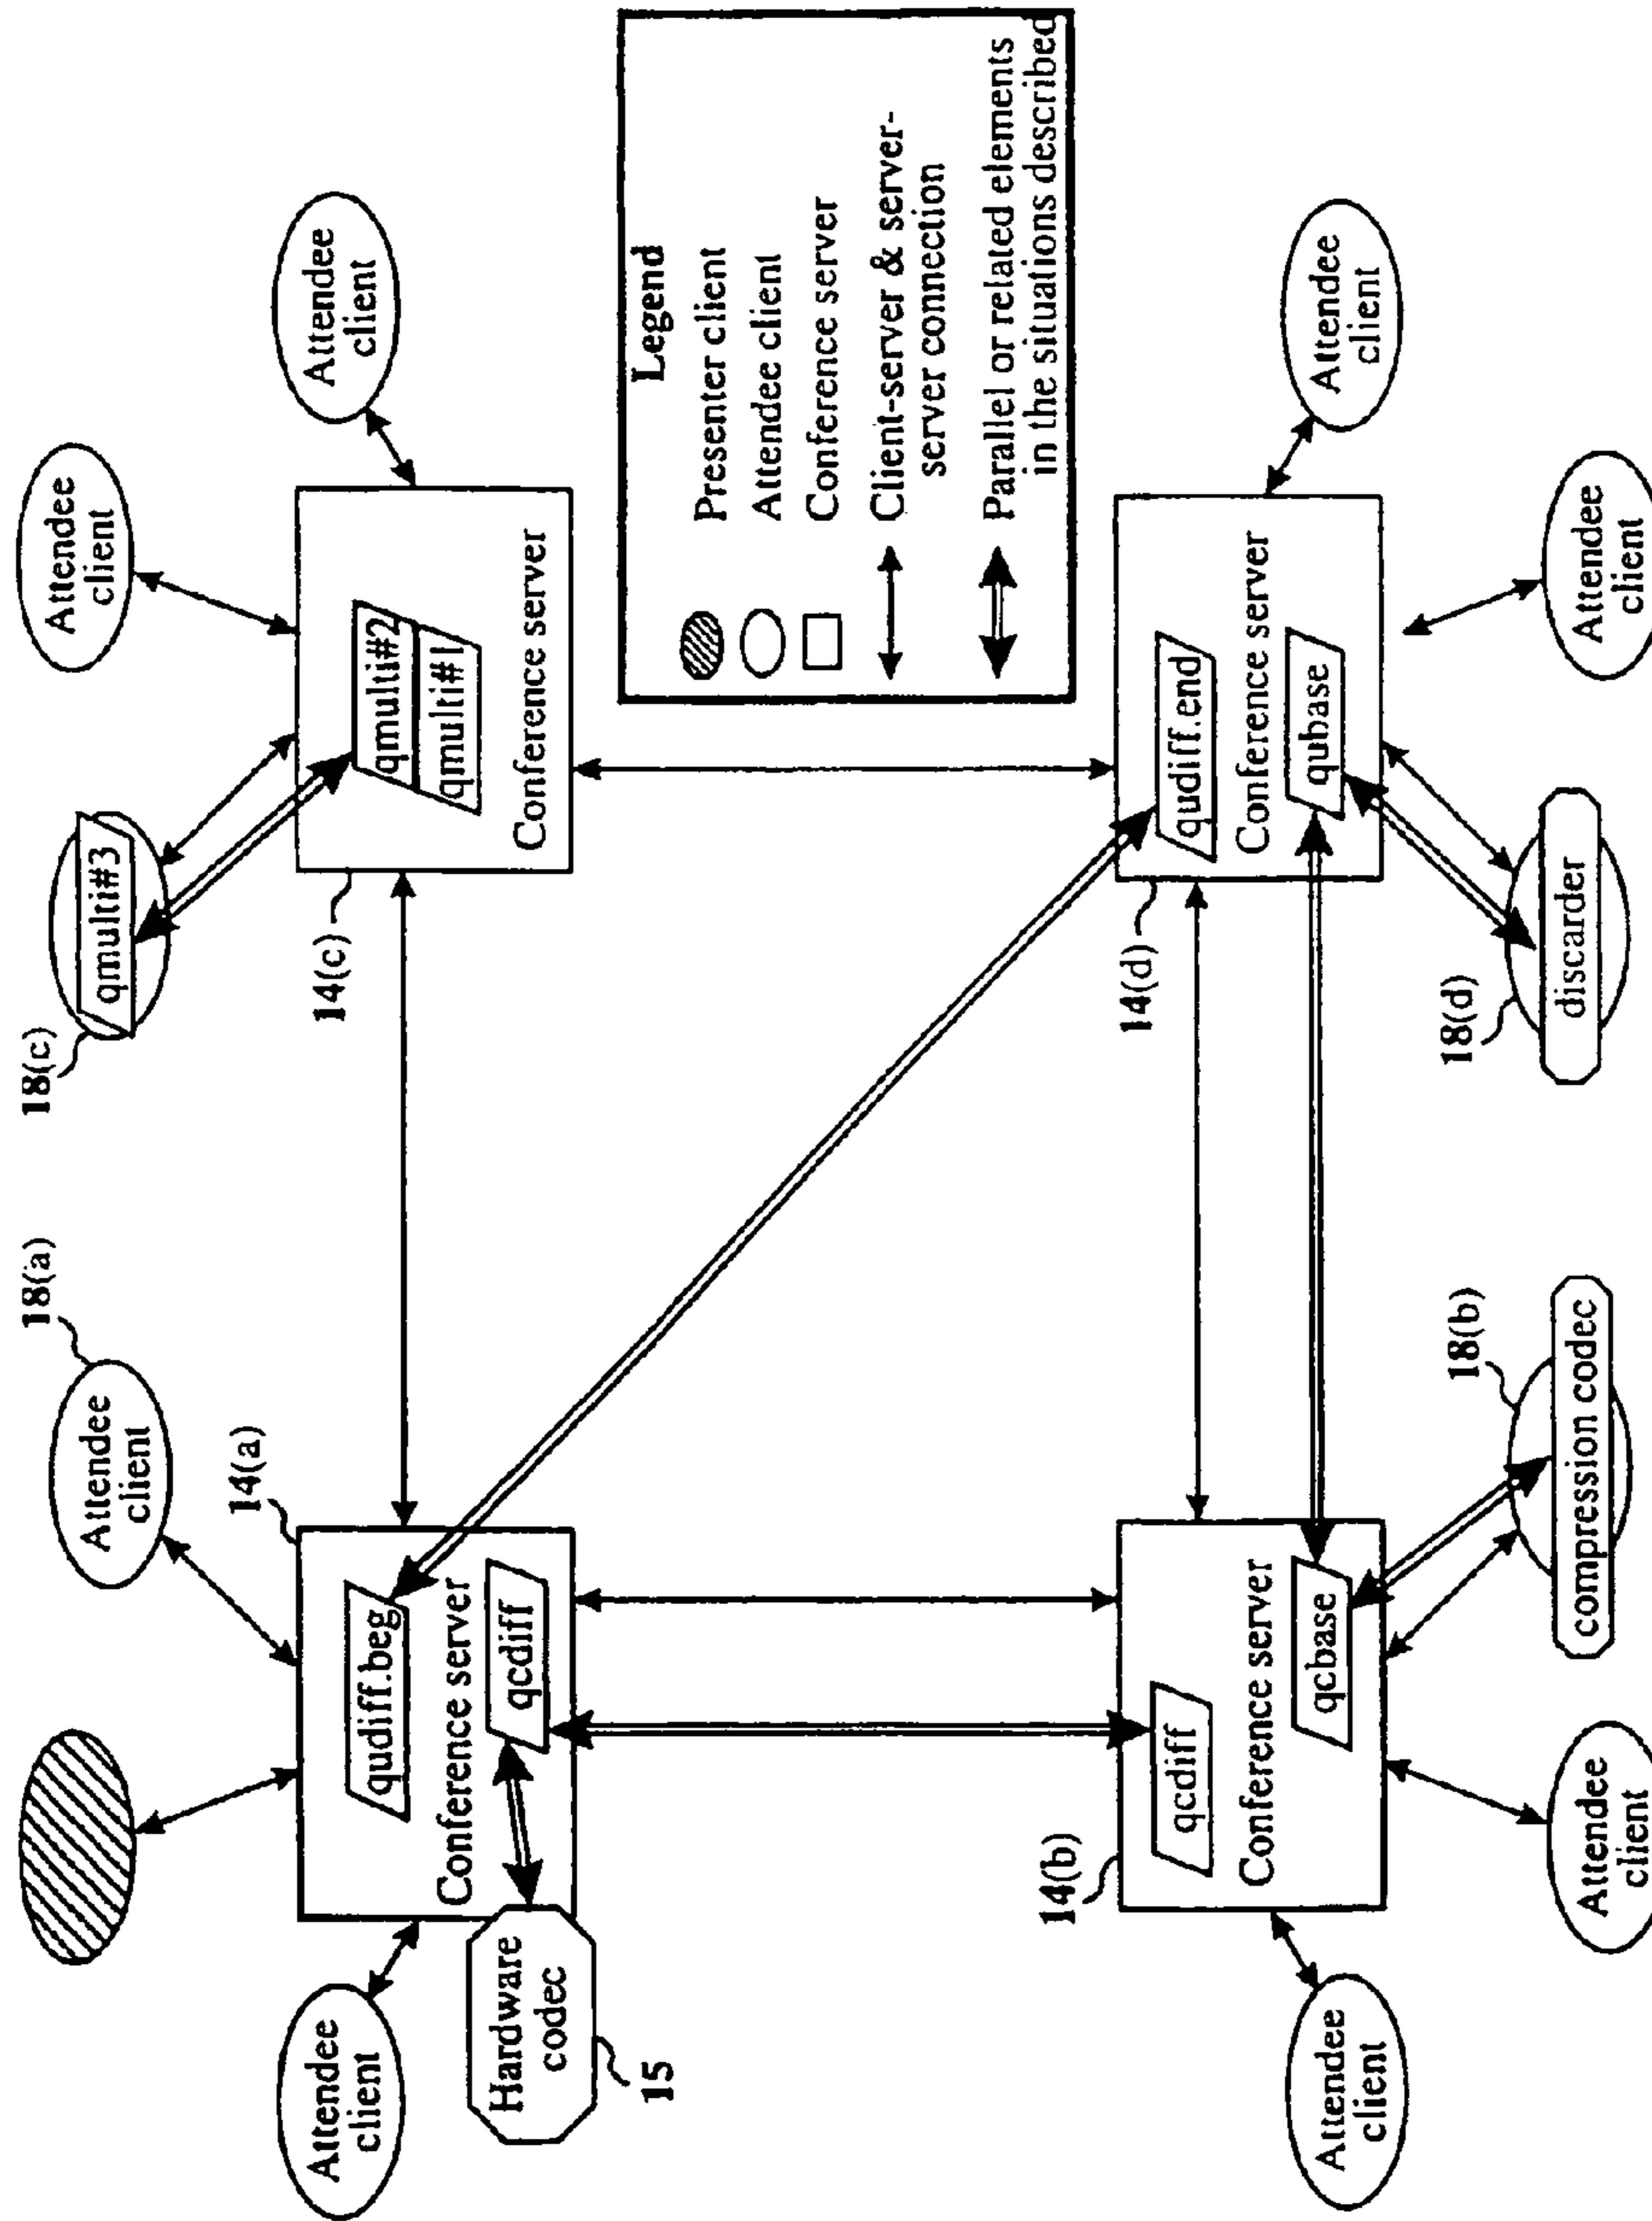 18(a)
18(c)
Attendee
client
qmulti#3
Attendee
client
Attendee
client
14(a)
qudiff.beg
Conference server
qcdiff
Hardware
codec
15
14(c)
qmulti#2
qmulti#1
Conference server
Attendee
client
Legend
Presenter client
Attendee client
Conference server
Client-server & server-
server connection
Parallel or related elements
in the situations described
14(b)
qcdiff
Conference server
qcbase
Attendee
client
Attendee
client
18(b)
compression codec
14(d)
qudiff.end
Conference server
qubase
Attendee
client
18(d)
discarder
Attendee
client